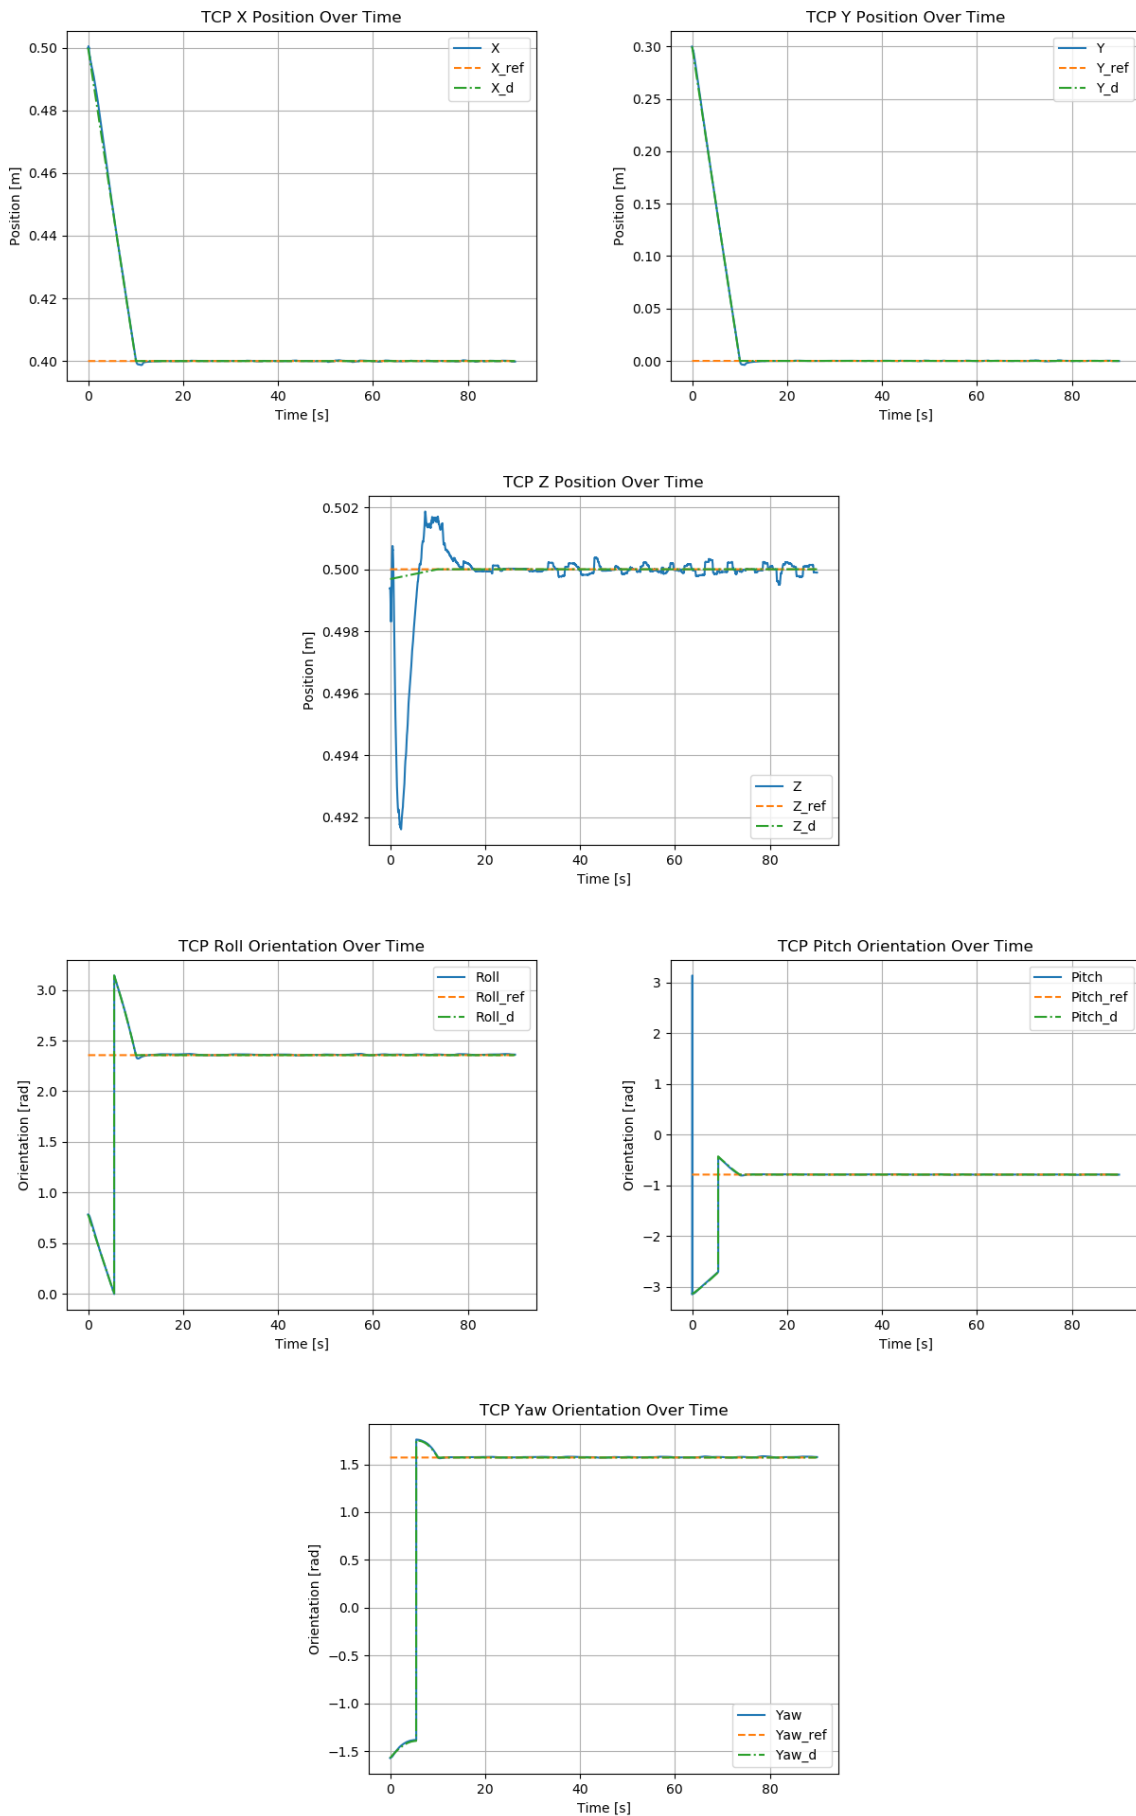 TCP X Position Over Time
Position [m]
0.50
0.48
0.46
0.44
0.42
0.40
X
X_ref
X_d
0
20
40
60
80
Time [s]
TCP Y Position Over Time
Position [m]
0.30
0.25
0.20
0.15
0.10
0.05
0.00
Y
Y_ref
Y_d
0
20
40
60
80
Time [s]
TCP Z Position Over Time
Position [m]
0.502
0.500
0.498
0.496
0.494
0.492
Z
Z_ref
Z_d
0
20
40
60
80
Time [s]
TCP Roll Orientation Over Time
Orientation [rad]
3.0
2.5
2.0
1.5
1.0
0.5
0.0
Roll
Roll_ref
Roll_d
0
20
40
60
80
Time [s]
TCP Pitch Orientation Over Time
Orientation [rad]
3
2
1
0
−1
−2
−3
Pitch
Pitch_ref
Pitch_d
0
20
40
60
80
Time [s]
TCP Yaw Orientation Over Time
Orientation [rad]
1.5
1.0
0.5
0.0
−0.5
−1.0
−1.5
Yaw
Yaw_ref
Yaw_d
0
20
40
60
80
Time [s]